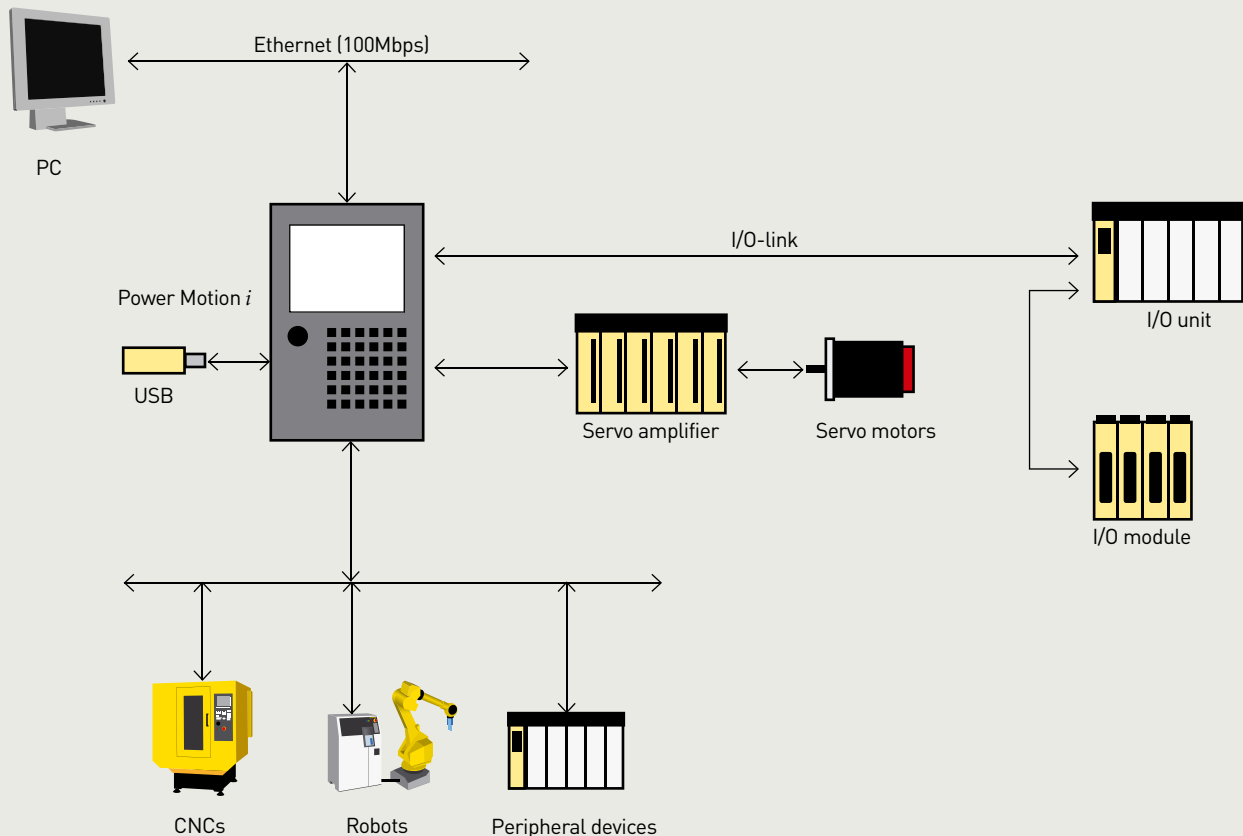 Ethernet (100Mbps)
PC
I/O-link
Power Motion i
I/O unit
USB
Servo amplifier
Servo motors
I/O module
CNCs
Robots
Peripheral devices